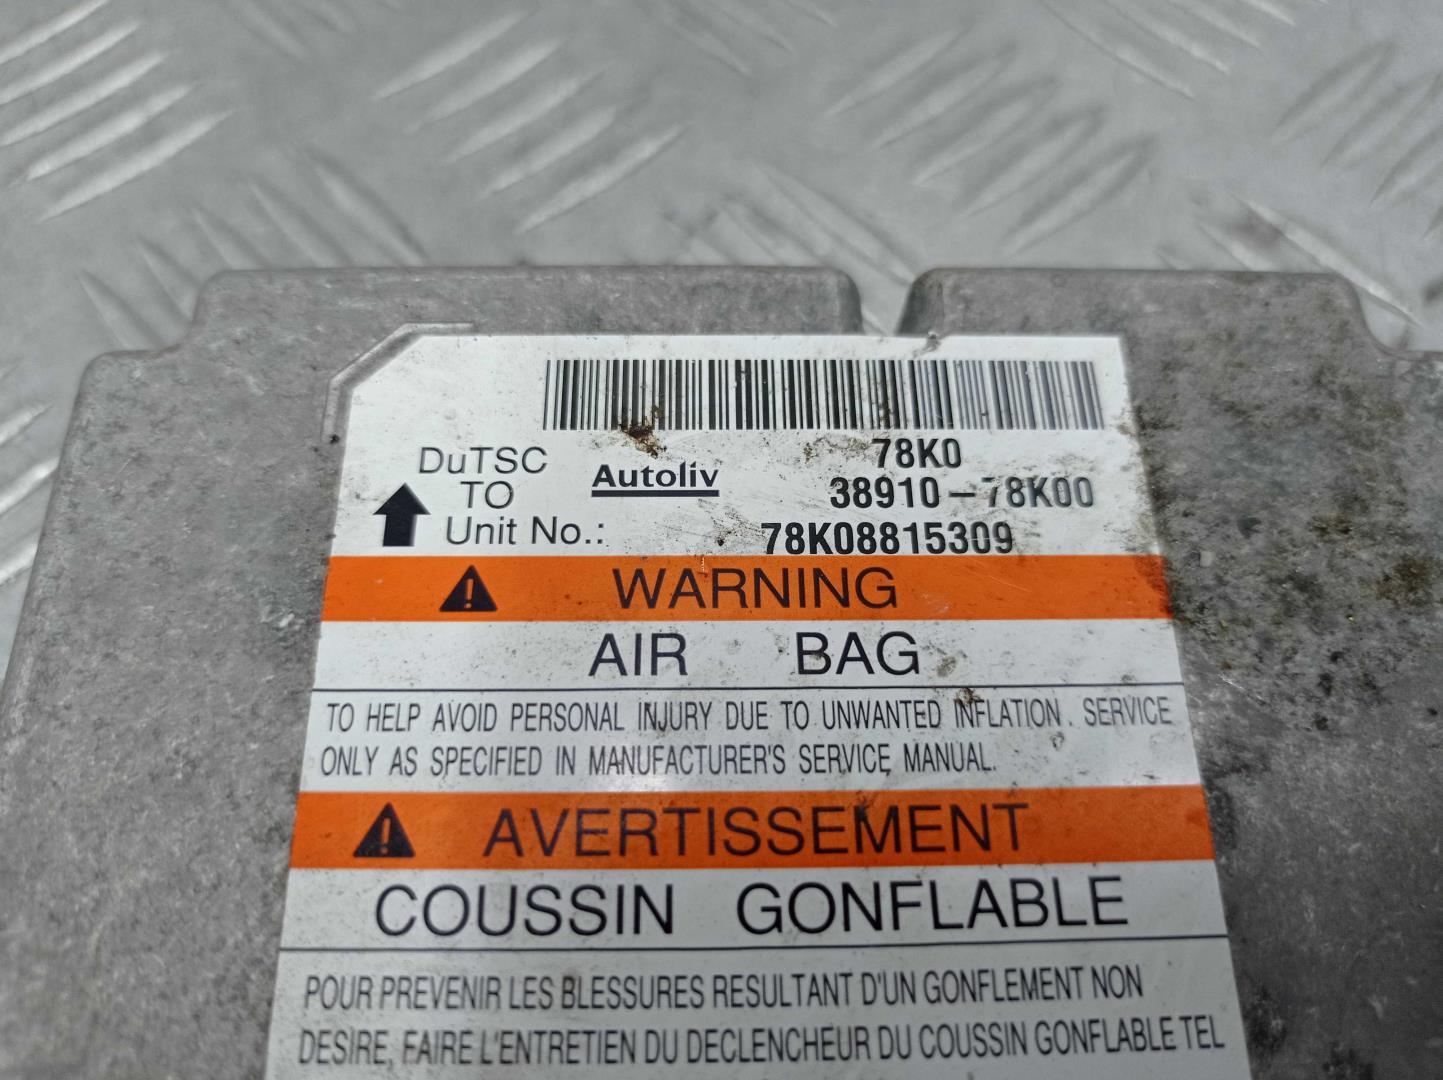 78K0
DuTSC
Autoliv
38910-78K00
TO
Unit No.:
78K08815309
WARNING
AIR BAG
TO HELP AVOID PERSONAL INJURY DUE TO UNWANTED INFLATION. SERVICE
ONLY AS SPECIFIED IN MANUFACTURER'S SERVICE MANUAL.
AVERTISSEMENT
COUSSIN GONFLABLE
POUR PREVENIR LES BLESSURES RESULTANT D'UN GONFLEMENT NON
DESIRE, FAIRE L'ENTRETIEN DU DECLENCHEUR DU COUSSIN GONFLABLE TEL